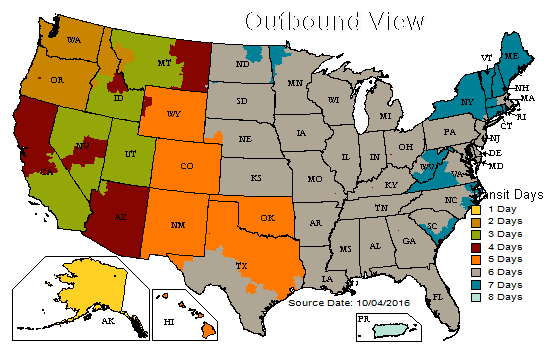 Outbound View
WA
OR
CA
NV
ID
MT
WY
UT
AZ
CO
NM
ND
SD
NE
KS
OK
TX
MN
IA
MO
AR
LA
WI
IL
MI
IN
OH
KY
TN
MS
AL
GA
FL
SC
NC
VA
WV
PA
NY
VT
ME
NH
MA
RI
CT
NJ
DE
MD
AK
HI
PR
ansit Days
1 Day
2 Days
3 Days
4 Days
5 Days
6 Days
7 Days
8 Days
Source Date: 10/04/2016